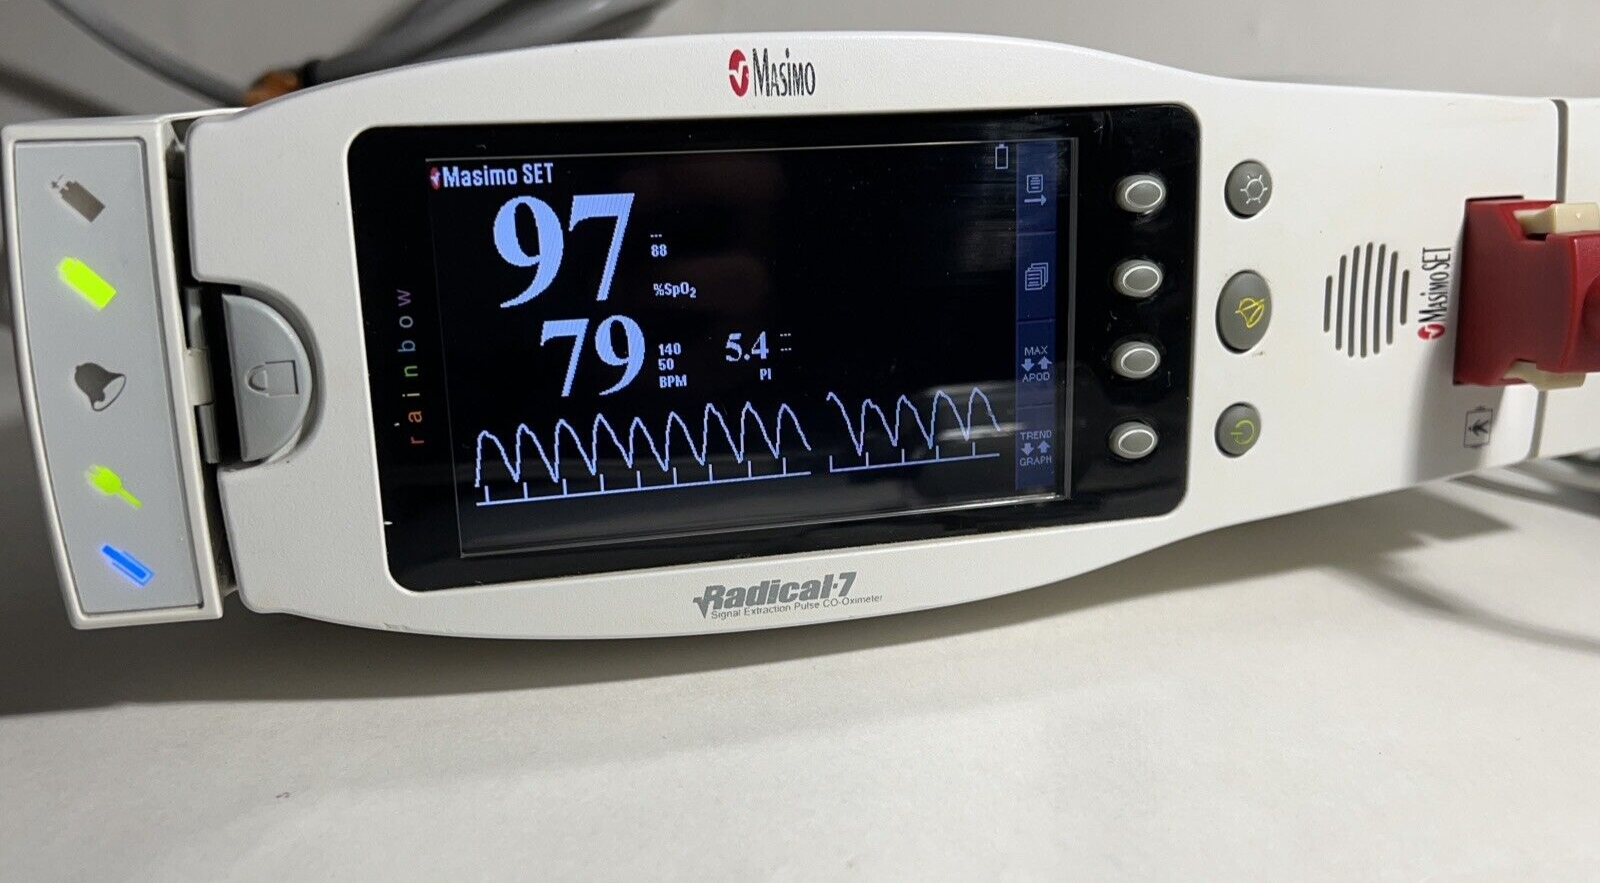 MASIMO
rainbow
Masimo SET
97
---
88
%SpO₂
79
140
50
BPM
5.4
---
---
PI
MAX
APOD
TREND
GRAPH
MASIMO SET
Radical-7
Signal Extraction Pulse CO-Oximeter